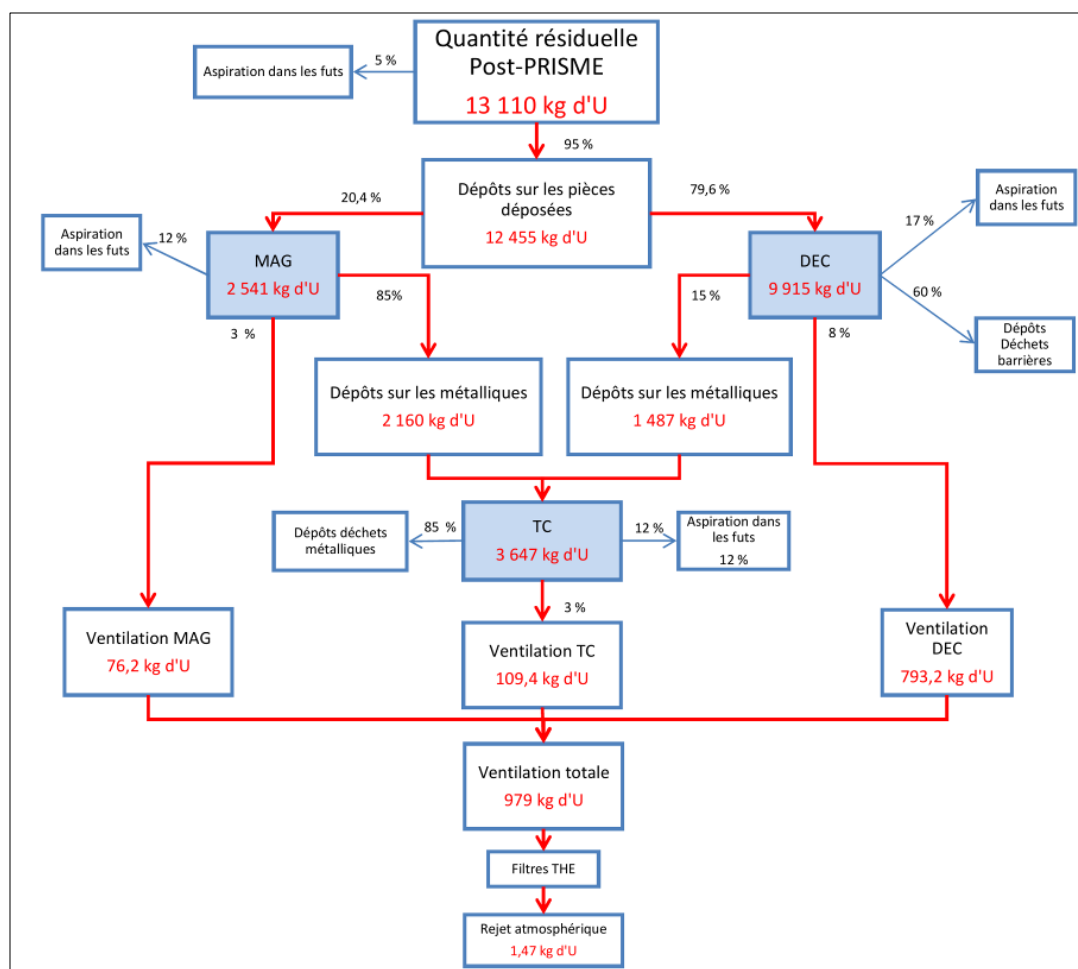 Quantité résiduelle
Post-PRISME
13 110 kg d'U
5 %
Aspiration dans les futs
95 %
Dépôts sur les pièces
déposées
12 455 kg d'U
20,4 %
79,6 %
Aspiration
dans les futs
12 %
MAG
2 541 kg d'U
DEC
9 915 kg d'U
17 %
Aspiration
dans les futs
60 %
Dépôts
Déchets
barrières
3 %
85%
15 %
8 %
Dépôts sur les métalliques
2 160 kg d'U
Dépôts sur les métalliques
1 487 kg d'U
Dépôts déchets
métalliques
85 %
TC
3 647 kg d'U
12 %
Aspiration dans
les futs
12 %
3 %
Ventilation MAG
76,2 kg d'U
Ventilation TC
109,4 kg d'U
Ventilation
DEC
793,2 kg d'U
Ventilation totale
979 kg d'U
Filtres THE
Rejet atmosphérique
1,47 kg d'U